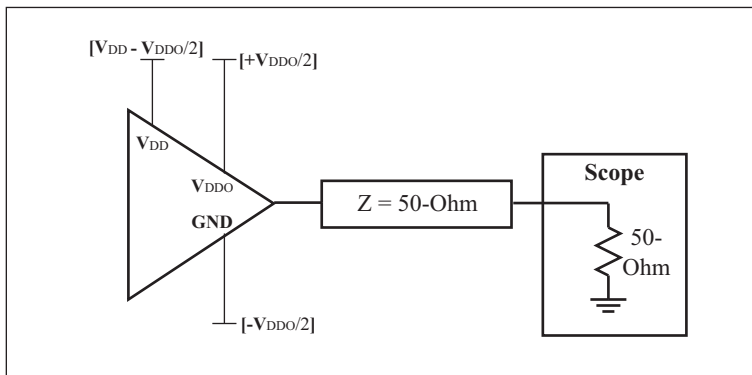 [VDD - VDDO/2]
[+VDDO/2]
VDD
VDDO
GND
[-VDDO/2]
Z = 50-Ohm
Scope
50-
Ohm